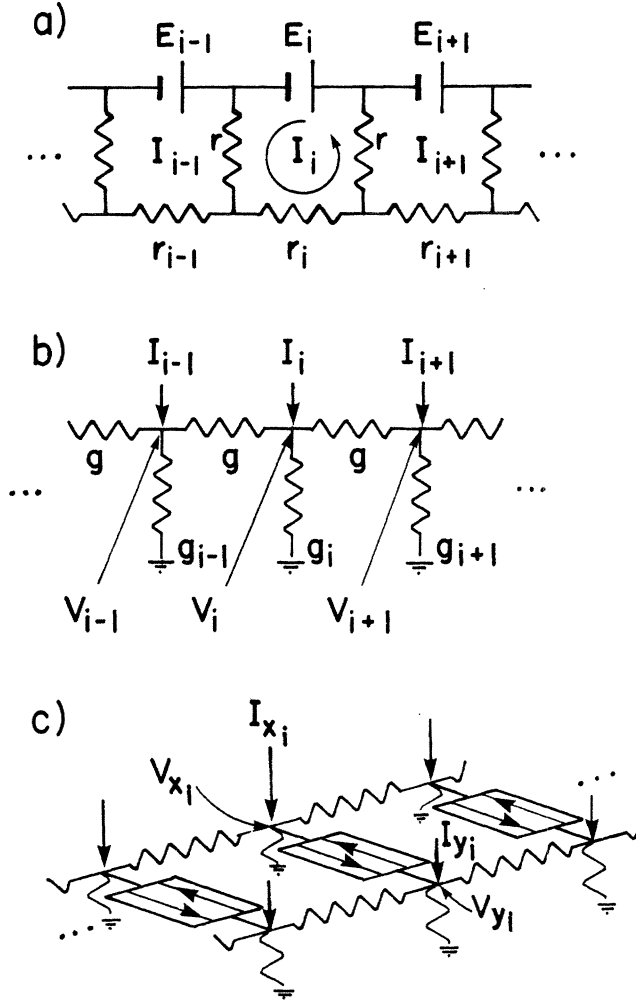 a)
E_{i-1} E_i E_{i+1}
... I_{i-1} r I_i r I_{i+1} ...
r_{i-1} r_i r_{i+1}
b)
I_{i-1} I_i I_{i+1}
g g g
... ...
g_{i-1} g_i g_{i+1}
V_{i-1} V_i V_{i+1}
c)
I_{x_i}
V_{x_i}
...
I_{y_i}
V_{y_i}
...